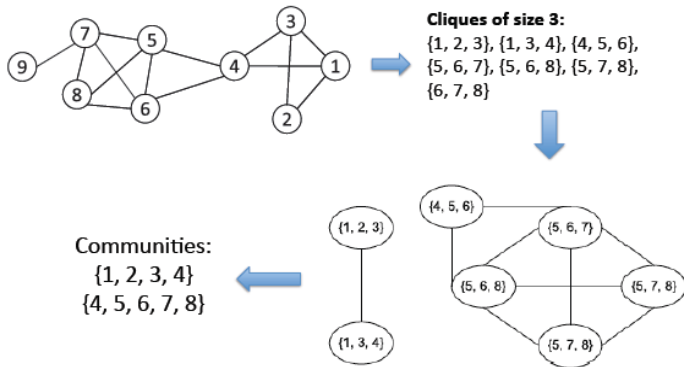 7
5
3
9
4
1
8
6
2
Cliques of size 3:
{1, 2, 3}, {1, 3, 4}, {4, 5, 6},
{5, 6, 7}, {5, 6, 8}, {5, 7, 8},
{6, 7, 8}
{4, 5, 6}
{1, 2, 3}
{5, 6, 7}
{5, 6, 8}
{5, 7, 8}
{1, 3, 4}
{5, 7, 8}
Communities:
{1, 2, 3, 4}
{4, 5, 6, 7, 8}